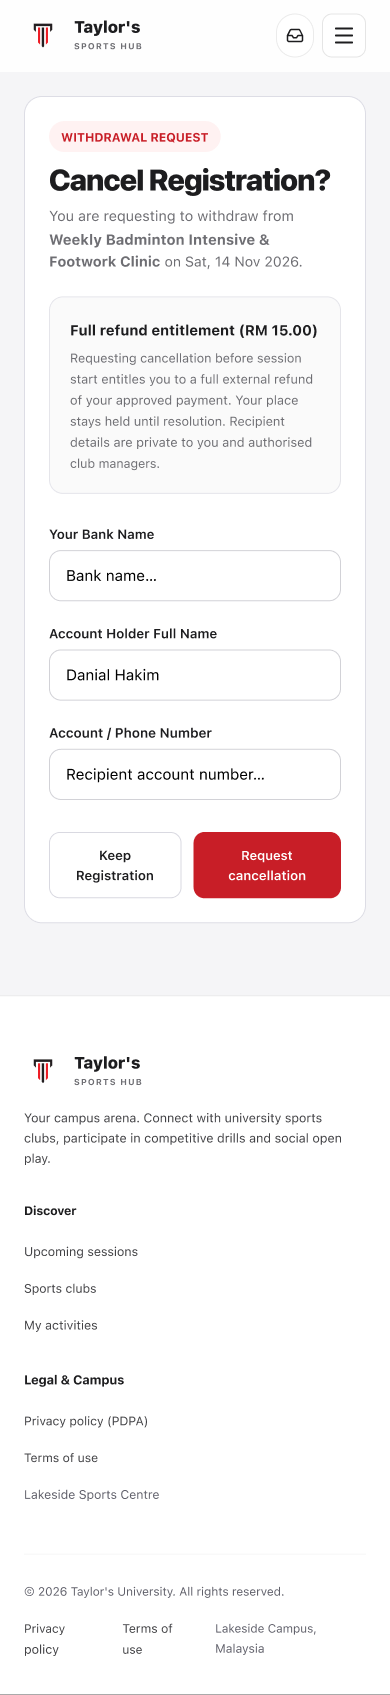 Taylor's
SPORTS HUB
WITHDRAWAL REQUEST
Cancel Registration?
You are requesting to withdraw from
Weekly Badminton Intensive &
Footwork Clinic on Sat, 14 Nov 2026.
Full refund entitlement (RM 15.00)
Requesting cancellation before session
start entitles you to a full external refund
of your approved payment. Your place
stays held until resolution. Recipient
details are private to you and authorised
club managers.
Your Bank Name
Bank name...
Account Holder Full Name
Danial Hakim
Account / Phone Number
Recipient account number...
Keep
Registration
Request
cancellation
Taylor's
SPORTS HUB
Your campus arena. Connect with university sports
clubs, participate in competitive drills and social open
play.
Discover
Upcoming sessions
Sports clubs
My activities
Legal & Campus
Privacy policy (PDPA)
Terms of use
Lakeside Sports Centre
© 2026 Taylor's University. All rights reserved.
Privacy
policy
Terms of
use
Lakeside Campus,
Malaysia